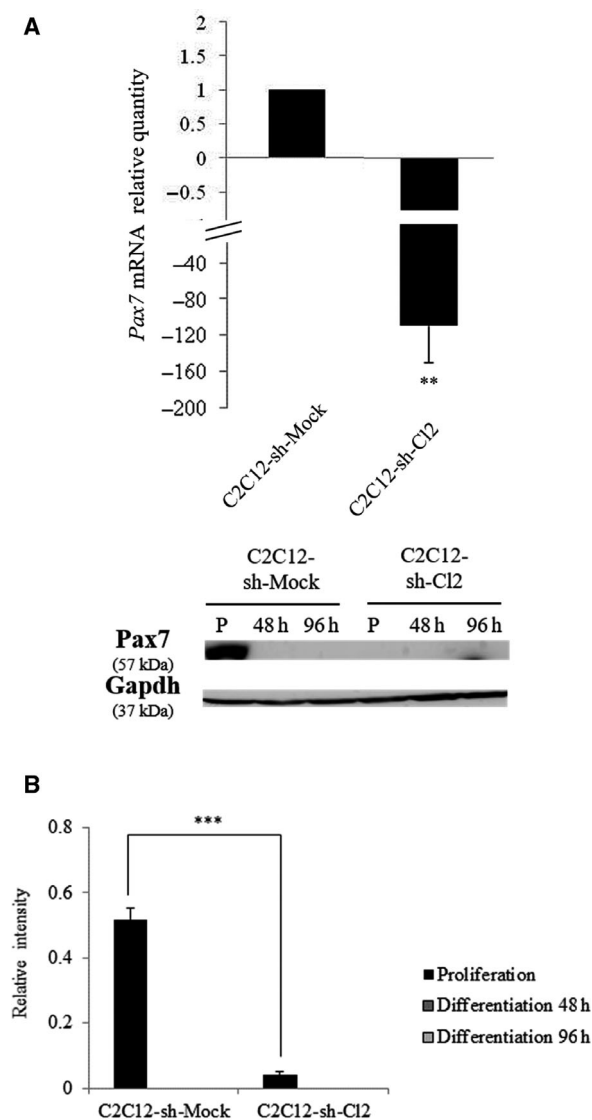 A
Pax7 mRNA relative quantity
2
1.5
1
0.5
0
−0.5
−40
−80
−120
−160
−200
**
C2C12-sh-Mock
C2C12-sh-Cl2
C2C12-
sh-Mock
C2C12-
sh-Cl2
P 48 h 96 h P 48 h 96 h
Pax7
(57 kDa)
Gapdh
(37 kDa)
B
Relative intensity
0.8
0.6
0.4
0.2
0
***
C2C12-sh-Mock C2C12-sh-Cl2
Proliferation
Differentiation 48 h
Differentiation 96 h